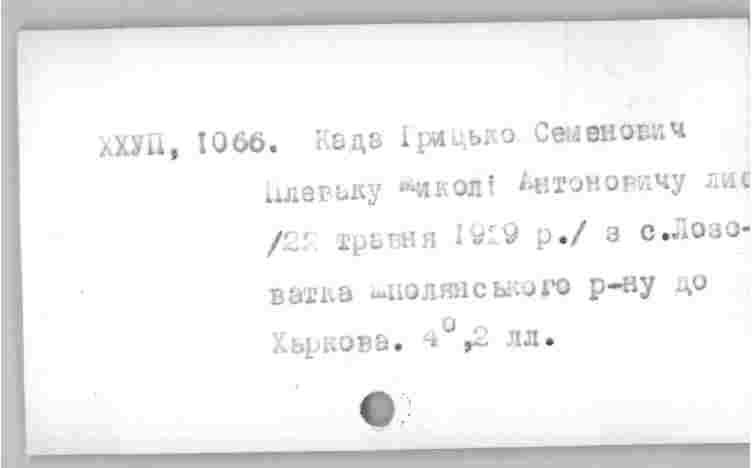 ХХУП, 1066. Када Грицько Семенович
Плеваку Миколі Антоновичу лис
/22 травня 1929 р./ з с.Лозо-
ватка Шполянського р-ну до
Харкова. 4⁰,2 лл.